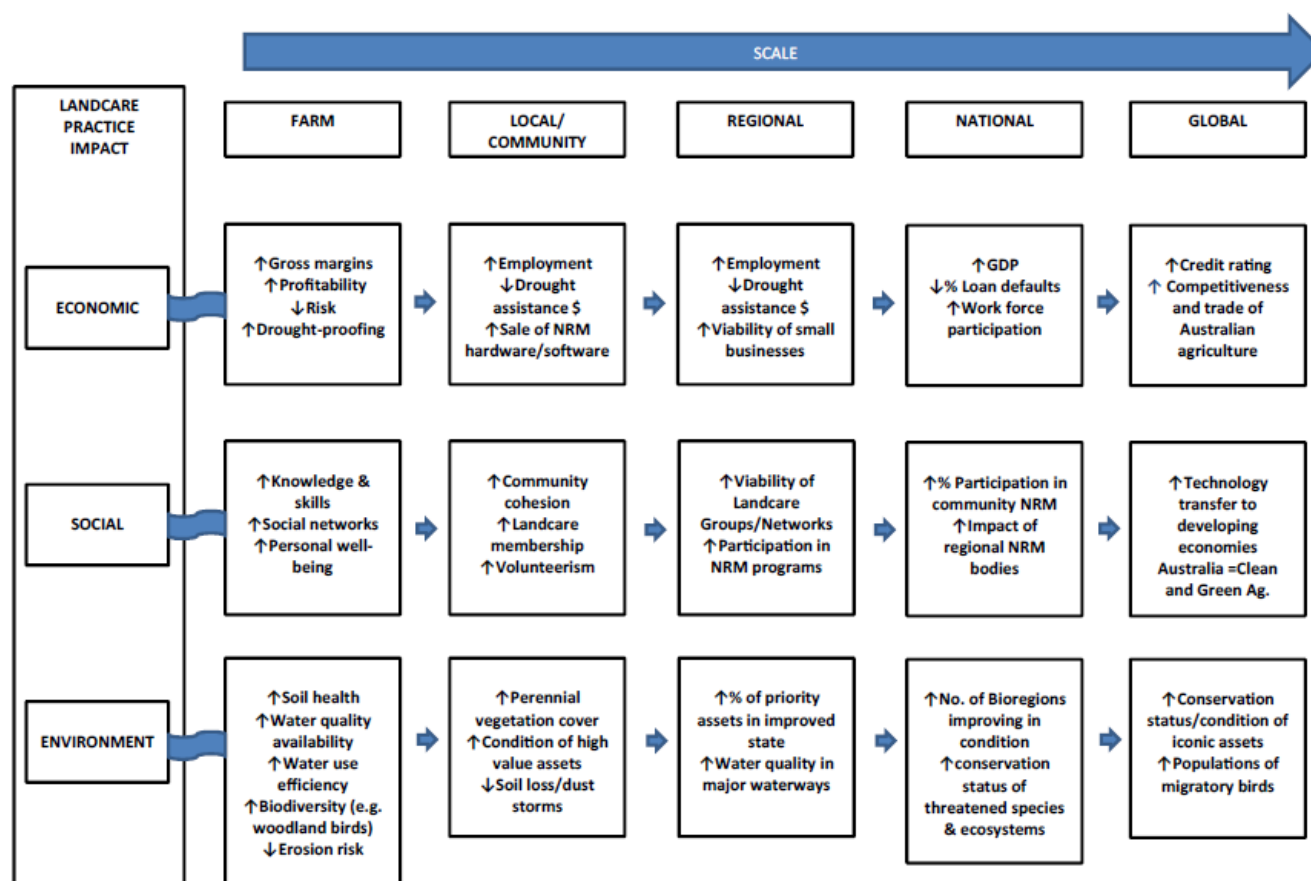 SCALE
LANDCARE
PRACTICE
IMPACT
FARM
LOCAL/
COMMUNITY
REGIONAL
NATIONAL
GLOBAL
ECONOMIC
↑Gross margins
↑Profitability
↓Risk
↑Drought-proofing
↑Employment
↓Drought
assistance $
↑Sale of NRM
hardware/software
↑Employment
↓Drought
assistance $
↑Viability of small
businesses
↑GDP
↓% Loan defaults
↑Work force
participation
↑Credit rating
↑ Competitiveness
and trade of
Australian
agriculture
SOCIAL
↑Knowledge &
skills
↑Social networks
↑Personal well-
being
↑Community
cohesion
↑Landcare
membership
↑Volunteerism
↑Viability of
Landcare
Groups/Networks
↑Participation in
NRM programs
↑% Participation in
community NRM
↑Impact of
regional NRM
bodies
↑Technology
transfer to
developing
economies
Australia =Clean
and Green Ag.
ENVIRONMENT
↑Soil health
↑Water quality
availability
↑Water use
efficiency
↑Biodiversity (e.g.
woodland birds)
↓Erosion risk
↑Perennial
vegetation cover
↑Condition of high
value assets
↓Soil loss/dust
storms
↑% of priority
assets in improved
state
↑Water quality in
major waterways
↑No. of Bioregions
improving in
condition
↑conservation
status of
threatened species
& ecosystems
↑Conservation
status/condition of
iconic assets
↑Populations of
migratory birds